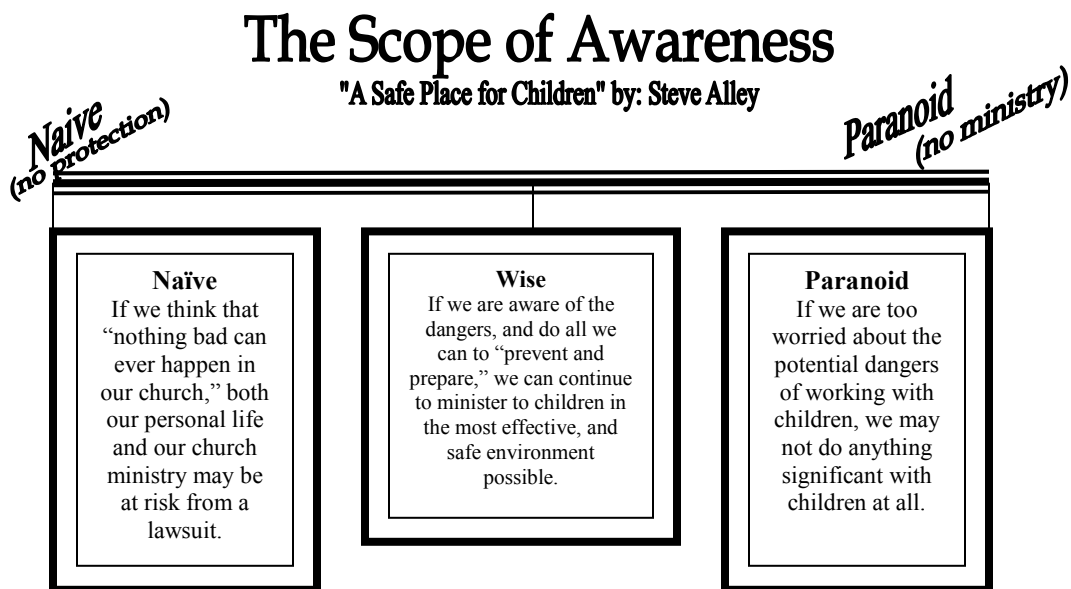 The Scope of Awareness
"A Safe Place for Children" by: Steve Alley
Naive
(no protection)
Paranoid
(no ministry)
Naïve
If we think that
“nothing bad can
ever happen in
our church,” both
our personal life
and our church
ministry may be
at risk from a
lawsuit.
Wise
If we are aware of the
dangers, and do all we
can to “prevent and
prepare,” we can continue
to minister to children in
the most effective, and
safe environment
possible.
Paranoid
If we are too
worried about the
potential dangers
of working with
children, we may
not do anything
significant with
children at all.